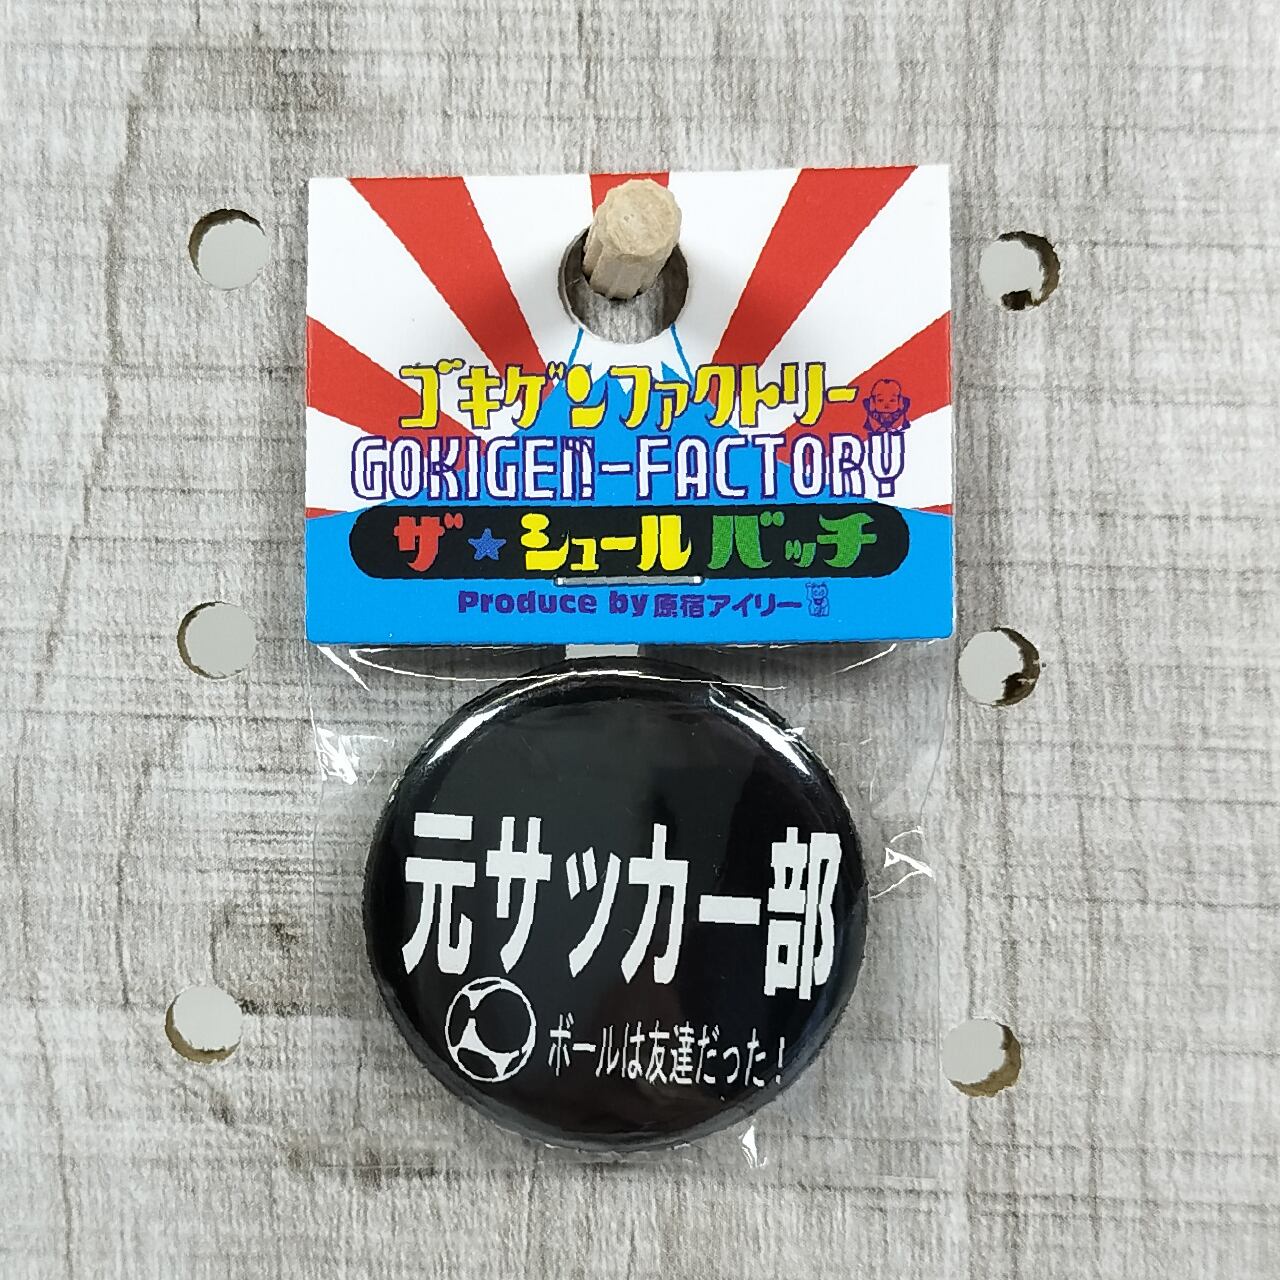 ゴキゲンファクトリー
GOKIGEN-FACTORY
ザ★シュールバッチ
Produce by 原宿アイリー
元サッカー部
ボールは友達だった！